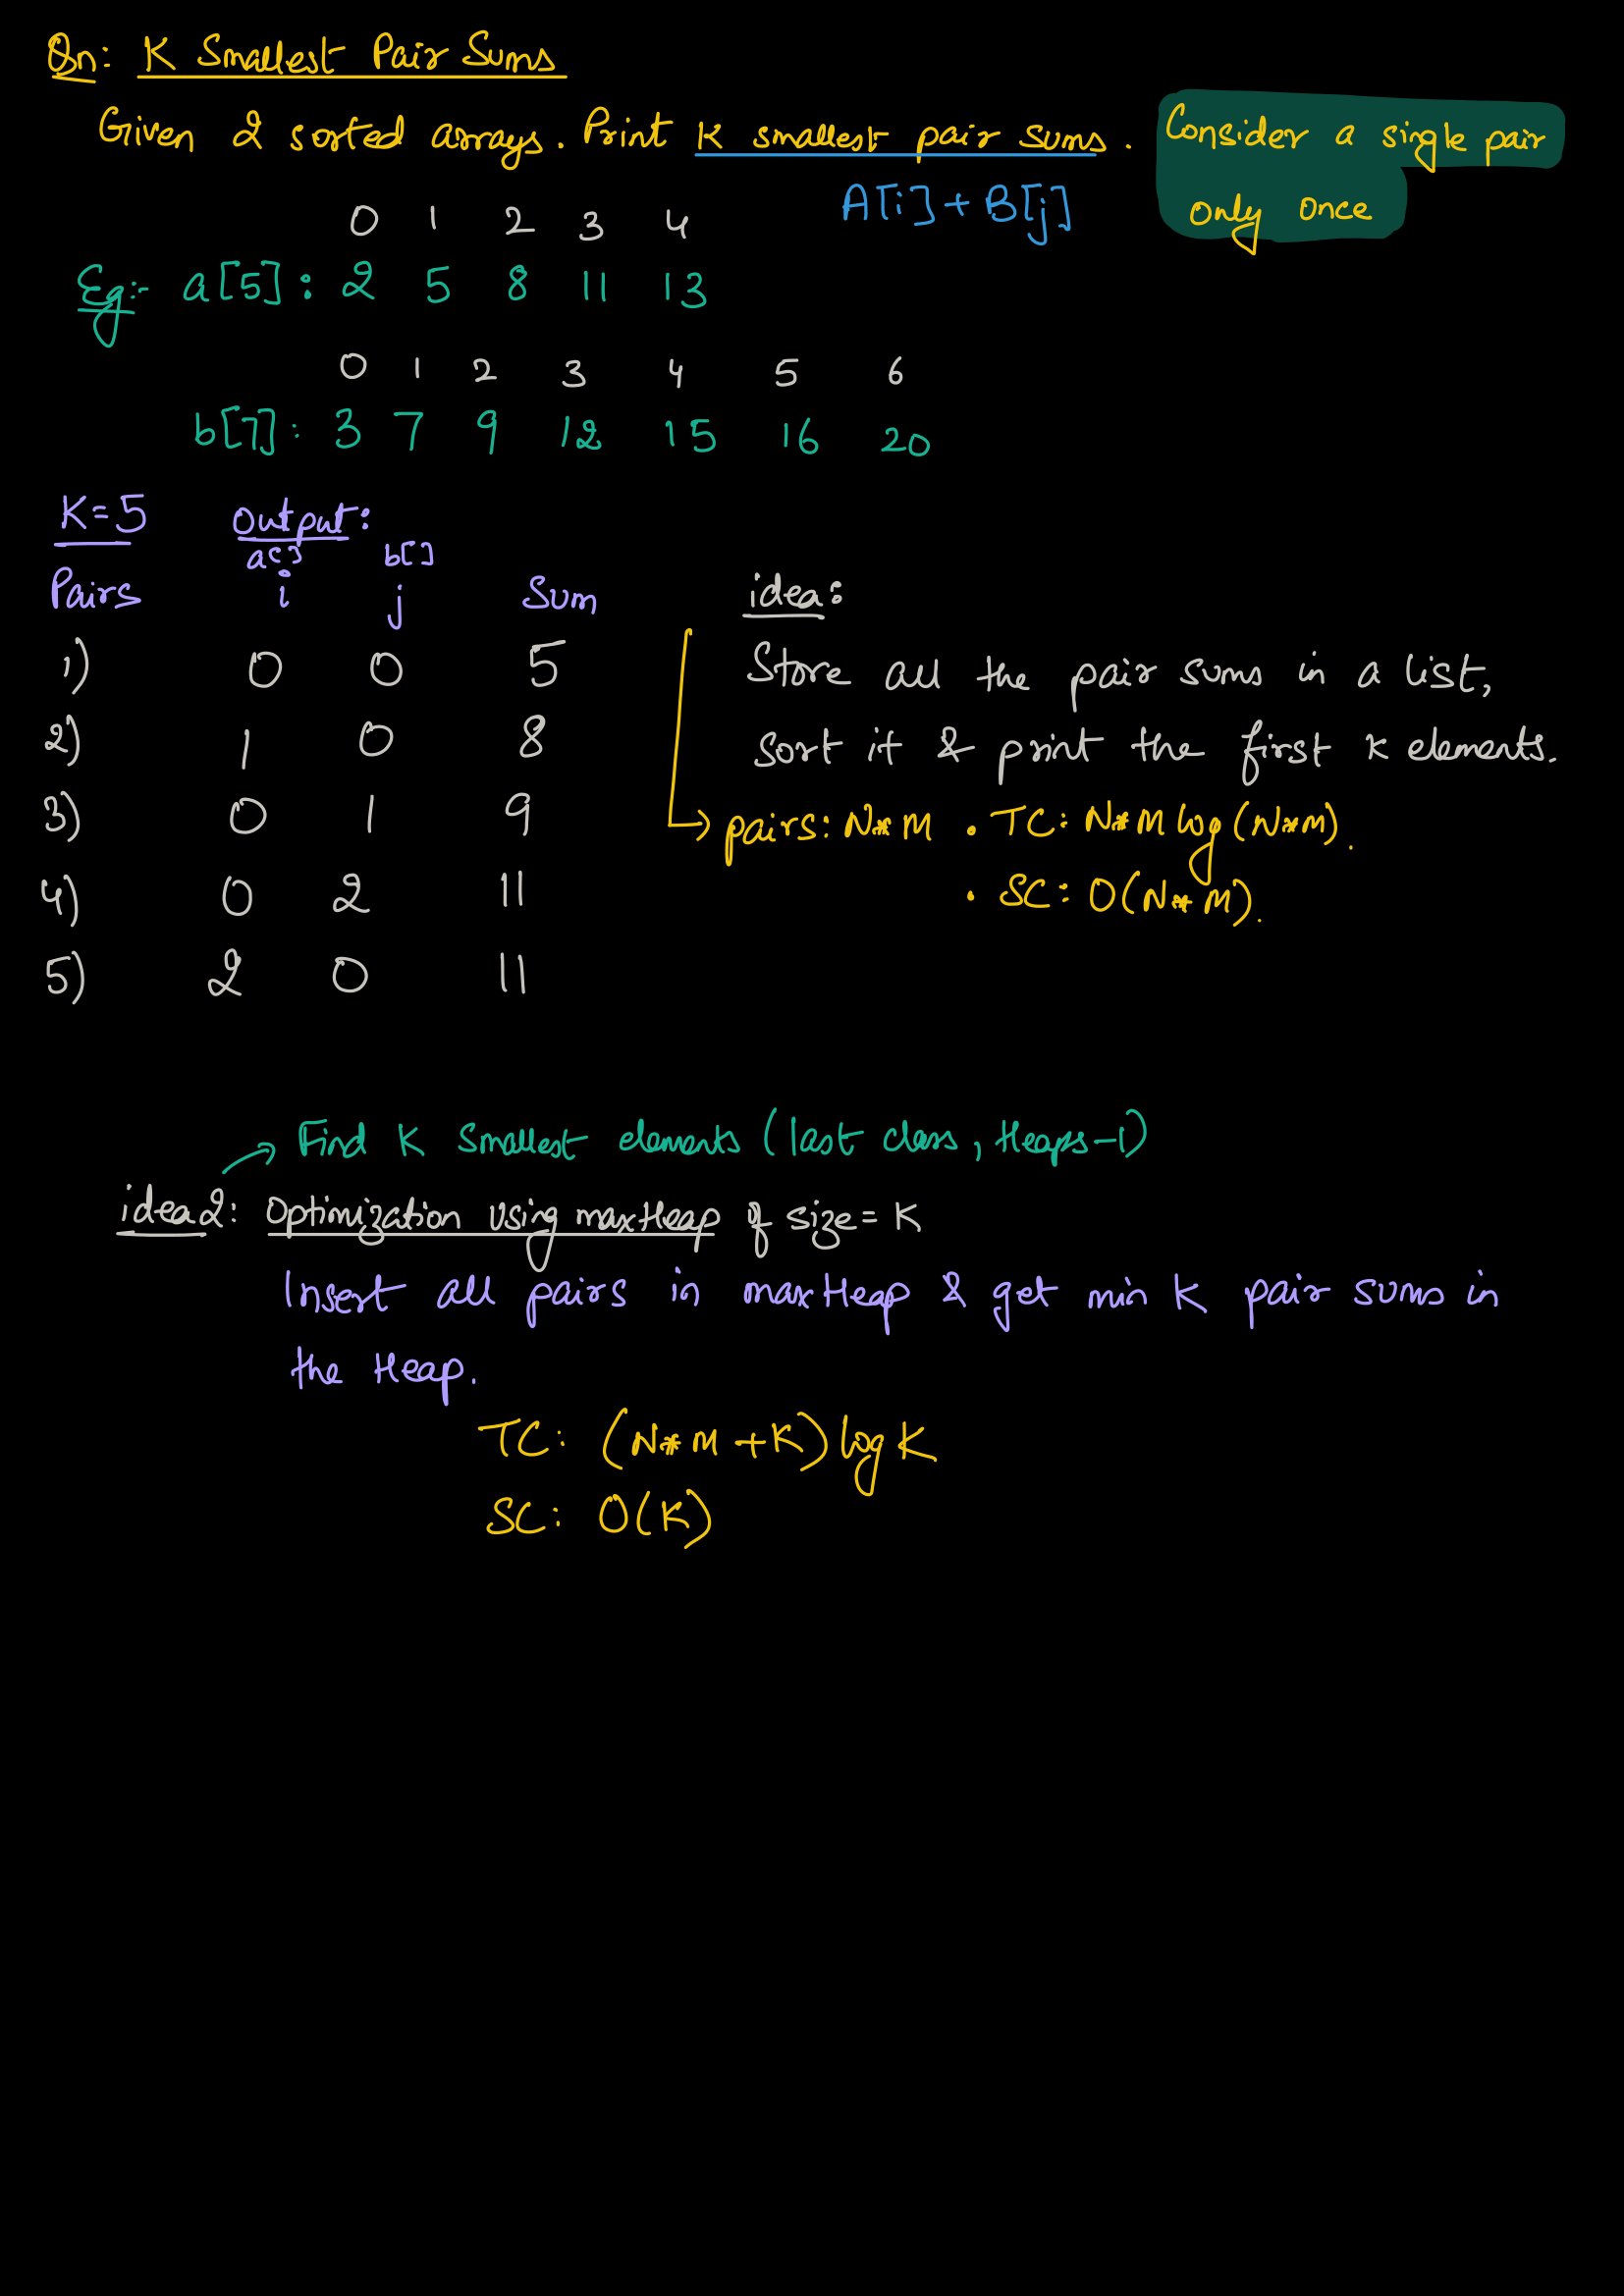 Qn: K Smallest Pair Sums
Given 2 sorted arrays. Print K smallest pair sums. Consider a single pair
only once
A[i] + B[j]
0 1 2 3 4
Eg:- a[5] : 2 5 8 11 13
0 1 2 3 4 5 6
b[7] : 3 7 9 12 15 16 20
K=5 Output:
a[] b[]
Pairs i j Sum
1) 0 0 5
2) 1 0 8
3) 0 1 9
4) 0 2 11
5) 2 0 11
idea:
Store all the pair sums in a list,
sort it & print the first k elements.
→ pairs: N*M . TC: N*M log (N*M).
. SC: O(N*M).
→ Find K Smallest elements (last class, Heaps-1)
idea2: Optimization using maxHeap of size = K
Insert all pairs in maxHeap & get min K pair sums in
the Heap.
TC: (N*M + K) log K
SC: O(K)